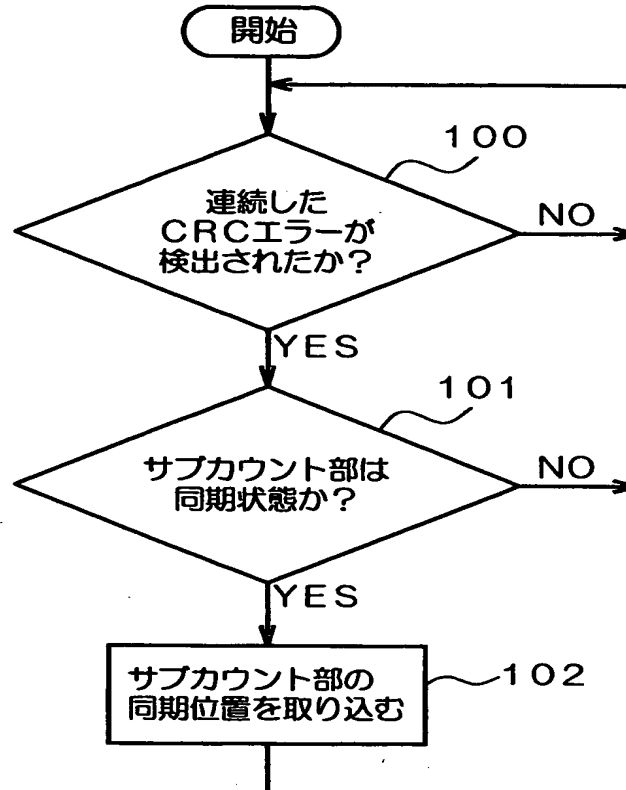 開始
100
連続した
CRCエラーが
検出されたか?
NO
YES
101
サブカウント部は
同期状態か?
NO
YES
サブカウント部の
同期位置を取り込む
102